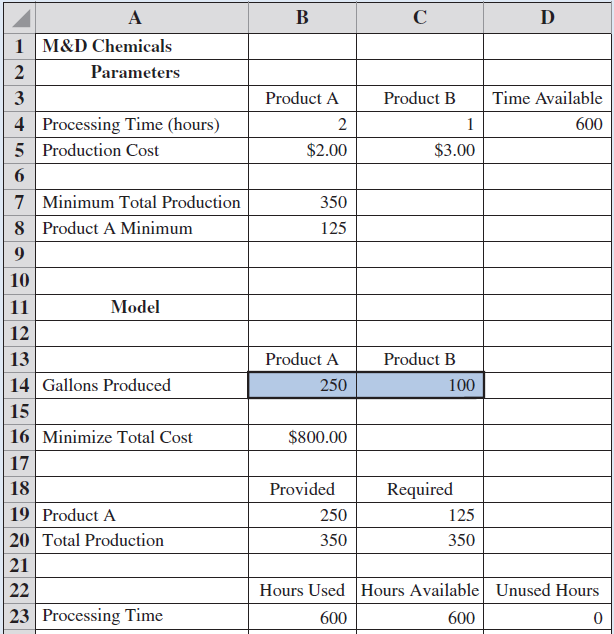 A B C D
1 M&D Chemicals
2 Parameters
3 Product A Product B Time Available
4 Processing Time (hours) 2 1 600
5 Production Cost $2.00 $3.00
6
7 Minimum Total Production 350
8 Product A Minimum 125
9
10
11 Model
12
13 Product A Product B
14 Gallons Produced 250 100
15
16 Minimize Total Cost $800.00
17
18 Provided Required
19 Product A 250 125
20 Total Production 350 350
21
22 Hours Used Hours Available Unused Hours
23 Processing Time 600 600 0